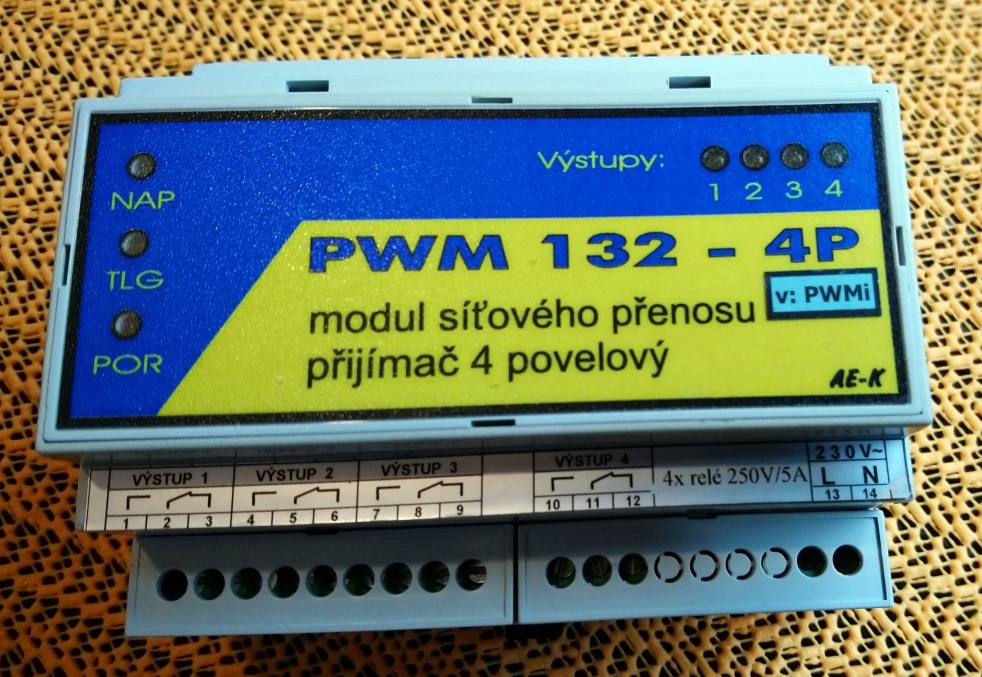 Výstupy:
1 2 3 4
NAP
TLG
POR
PWM 132 - 4P
v: PWMi
modul síťového přenosu
přijímač 4 povelový
AE-K
VÝSTUP 1
VÝSTUP 2
VÝSTUP 3
VÝSTUP 4
4x relé 250V/5A
230V~
L N
1 2 3 4 5 6 7 8 9 10 11 12 13 14